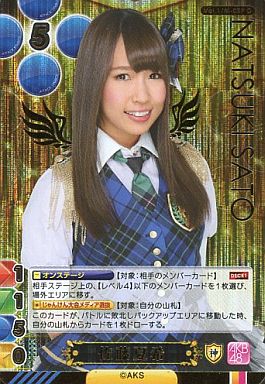 5
NATSUKI SATO
オンステージ 【対象:相手のメンバーカード】
相手ステージ上の、【レベル4】以下のメンバーカードを1枚選び、
場外エリアに移す。
じゃんけん大会メディア選抜 【対象:自分の山札】
このカードが、バトルに敗北しバックアップエリアに移動した時、
自分の山札からカードを1枚ドローする。
1
1
5
0
神
AKB
48
©AKS